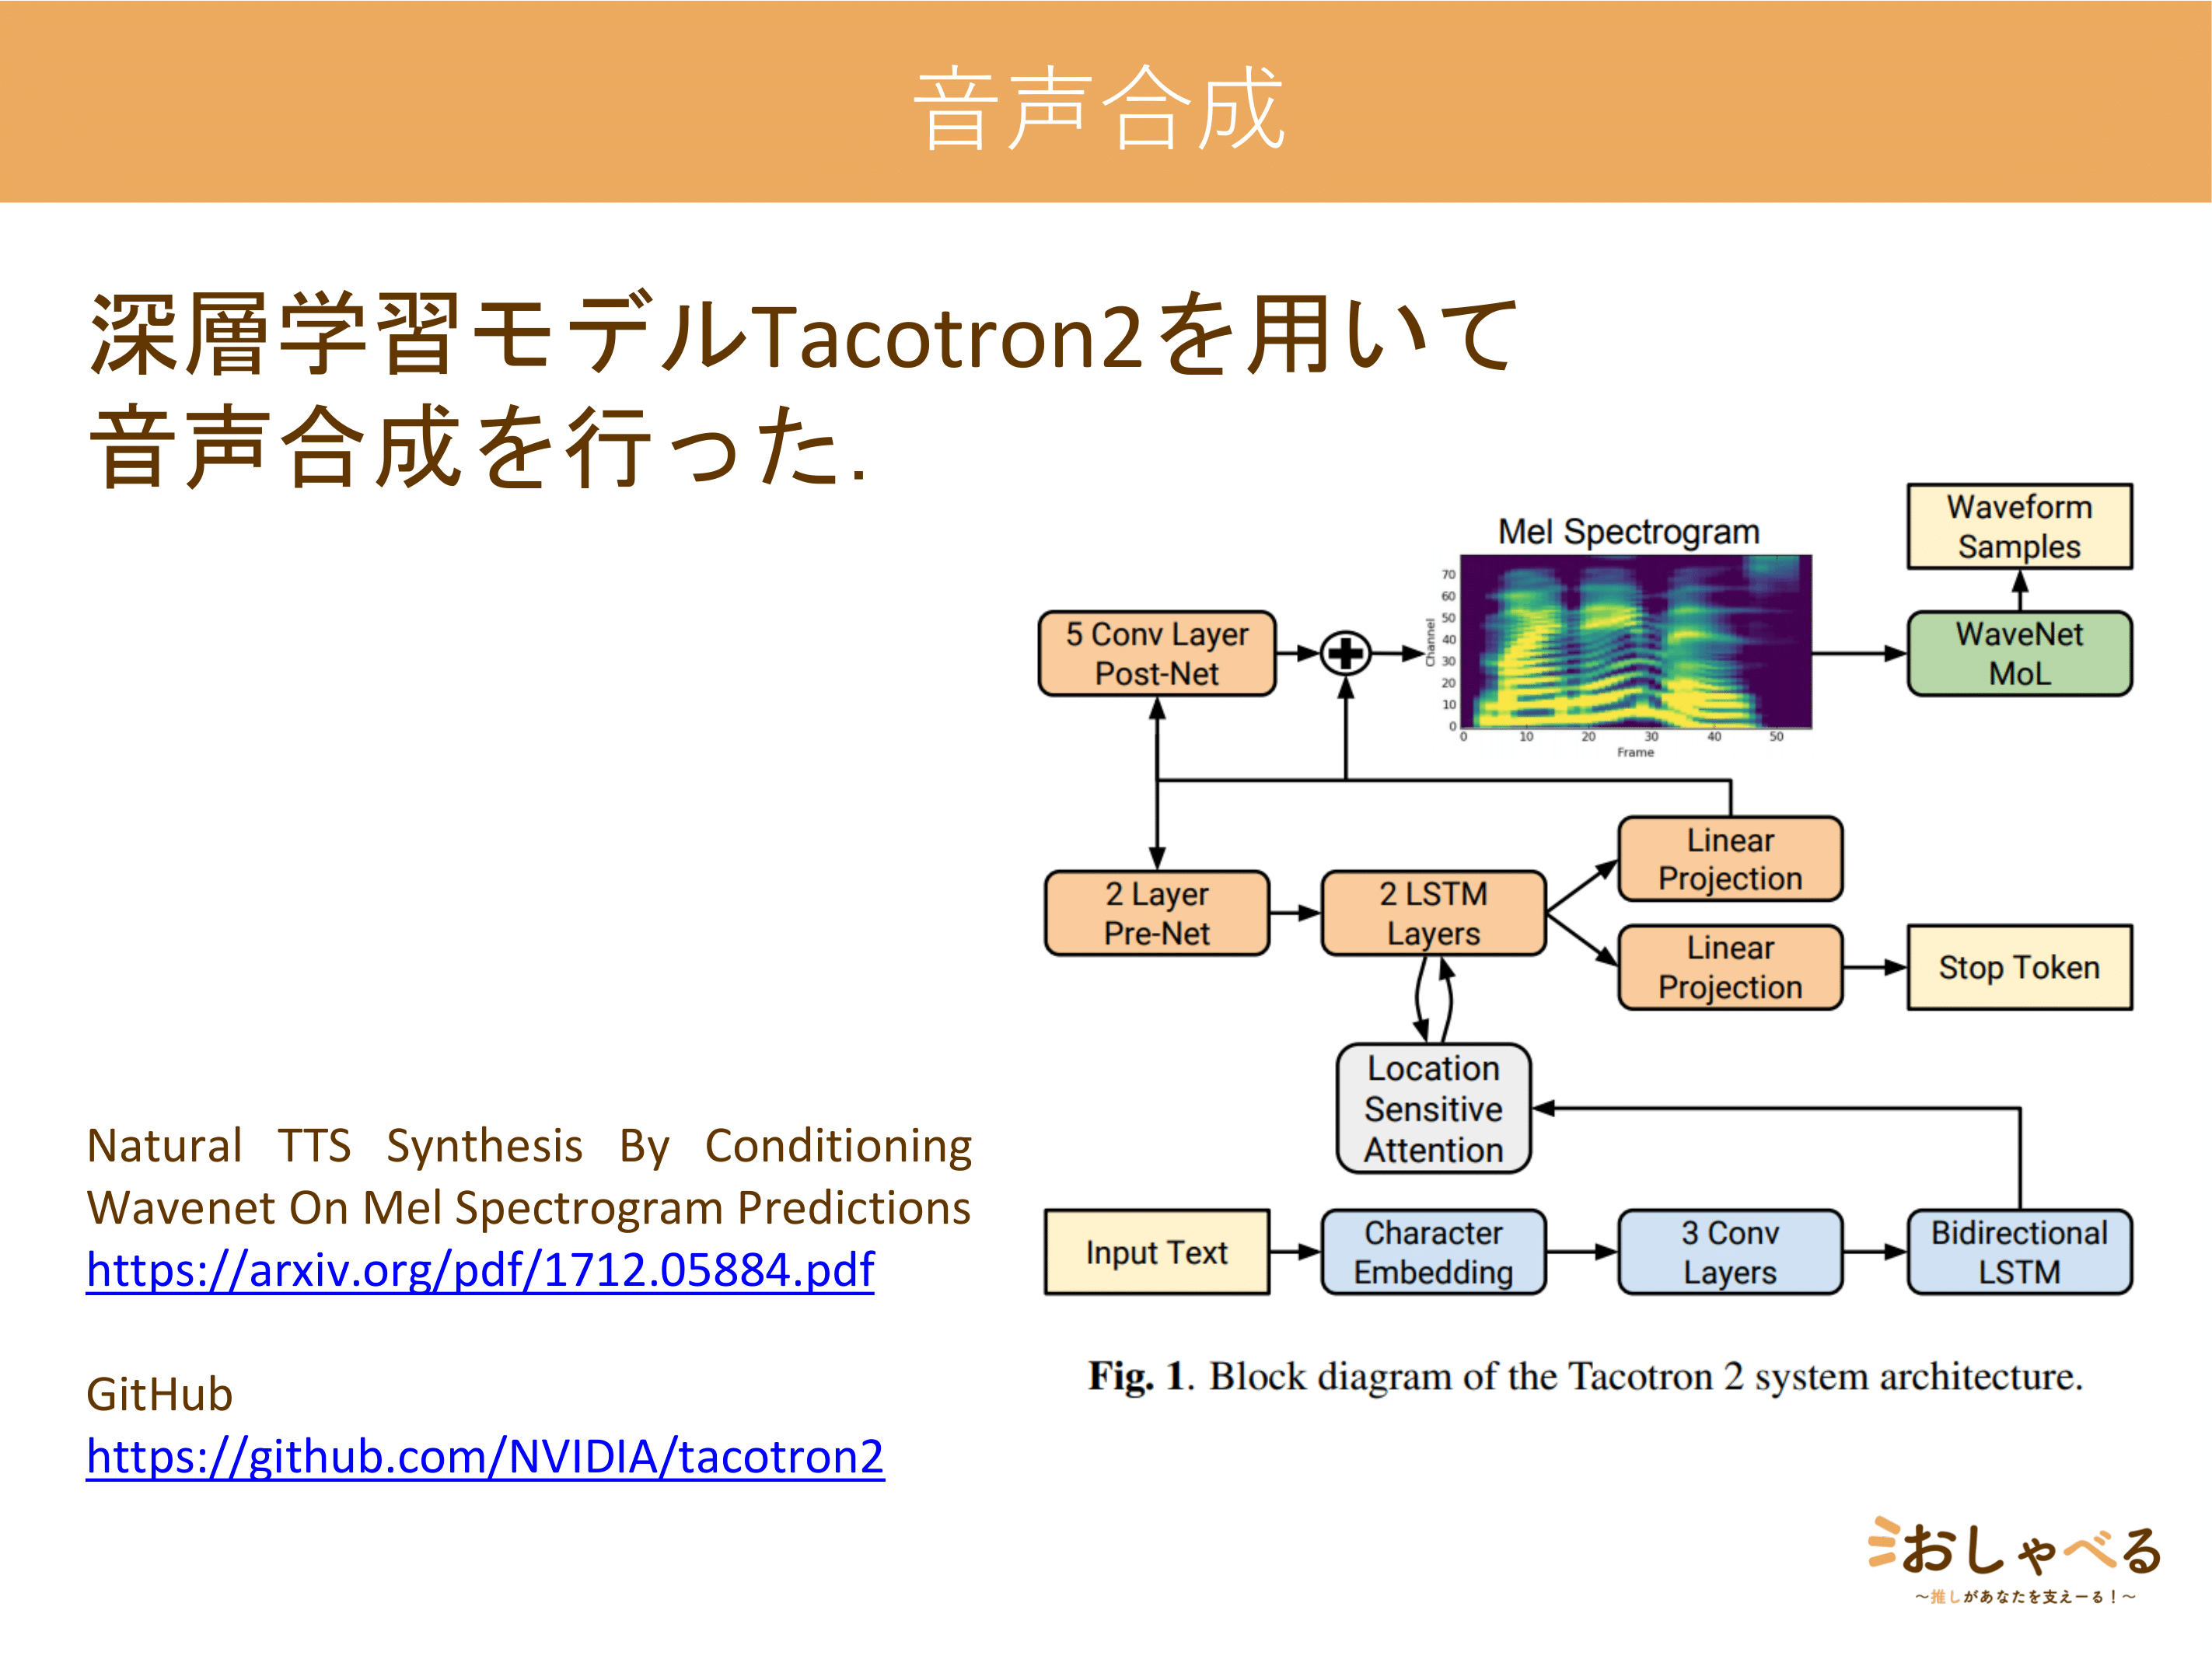 音声合成
深層学習モデルTacotron2を用いて
音声合成を行った.
Natural TTS Synthesis By Conditioning
Wavenet On Mel Spectrogram Predictions
https://arxiv.org/pdf/1712.05884.pdf
GitHub
https://github.com/NVIDIA/tacotron2
Waveform
Samples
Mel Spectrogram
5 Conv Layer
Post-Net
Channel
70
60
50
40
30
20
10
0
0 10 20 30 40 50
Frame
WaveNet
MoL
Linear
Projection
2 Layer
Pre-Net
2 LSTM
Layers
Linear
Projection
Stop Token
Location
Sensitive
Attention
Input Text
Character
Embedding
3 Conv
Layers
Bidirectional
LSTM
Fig. 1. Block diagram of the Tacotron 2 system architecture.
おしゃべる
～推しがあなたを支えーる！～